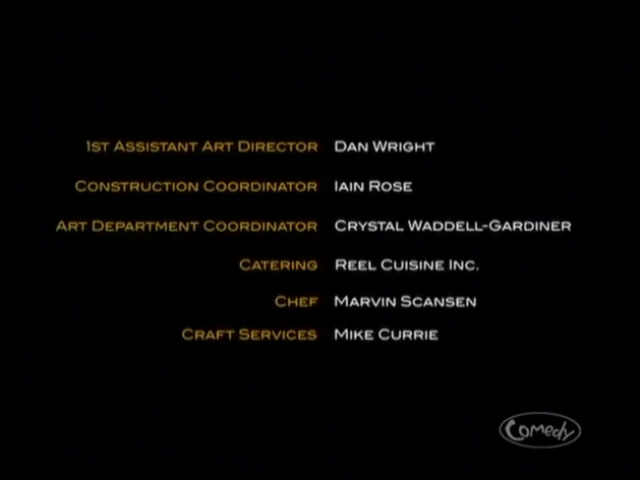 1st Assistant Art Director Dan Wright
Construction Coordinator Iain Rose
Art Department Coordinator Crystal Waddell-Gardiner
Catering Reel Cuisine Inc.
Chef Marvin Scansen
Craft Services Mike Currie
Comedy